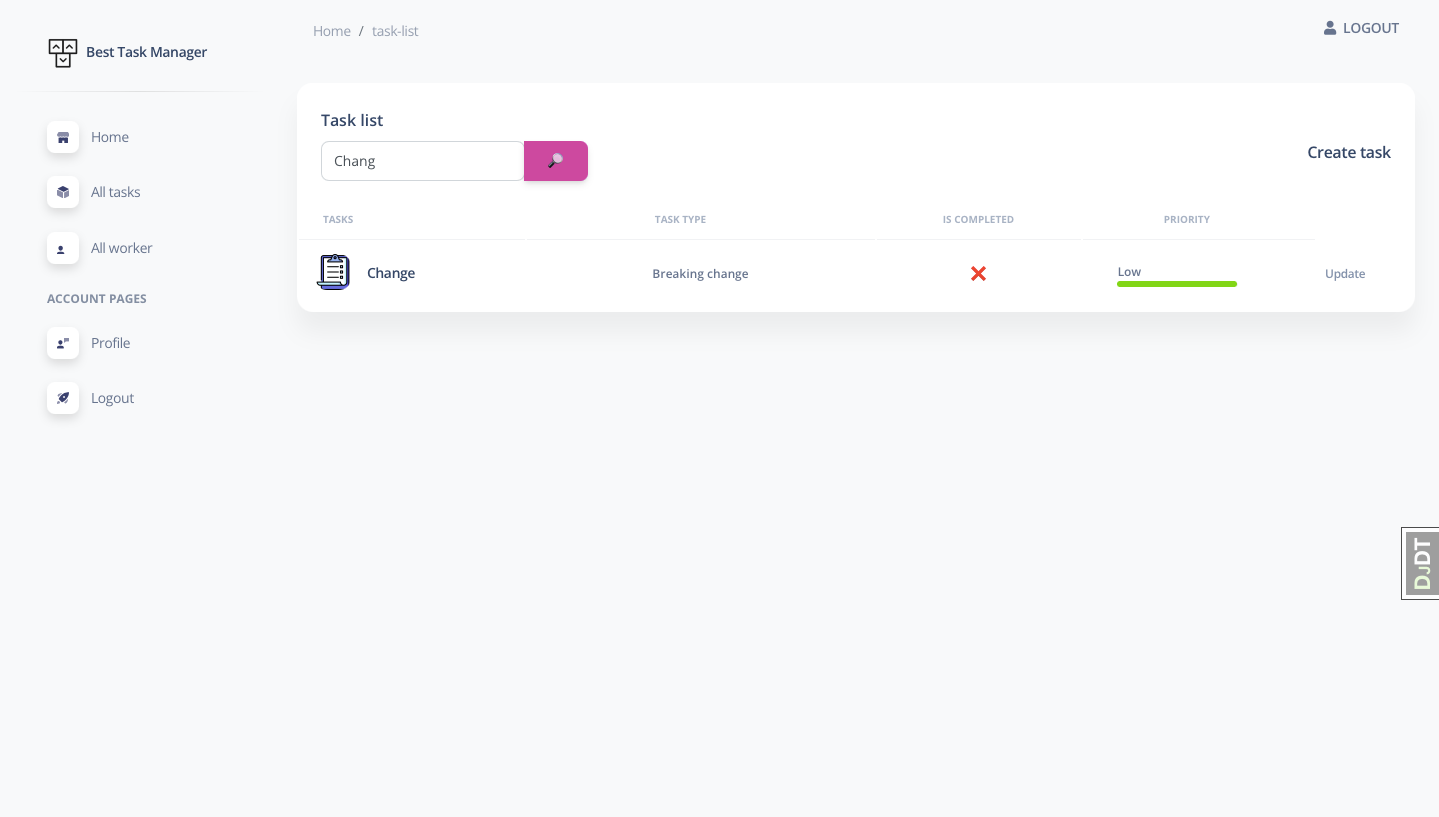 Best Task Manager
Home
All tasks
All worker
ACCOUNT PAGES
Profile
Logout
Home / task-list
LOGOUT
Task list
Chang
Create task
TASKS TASK TYPE IS COMPLETED PRIORITY
Change Breaking change Low Update
DJDT